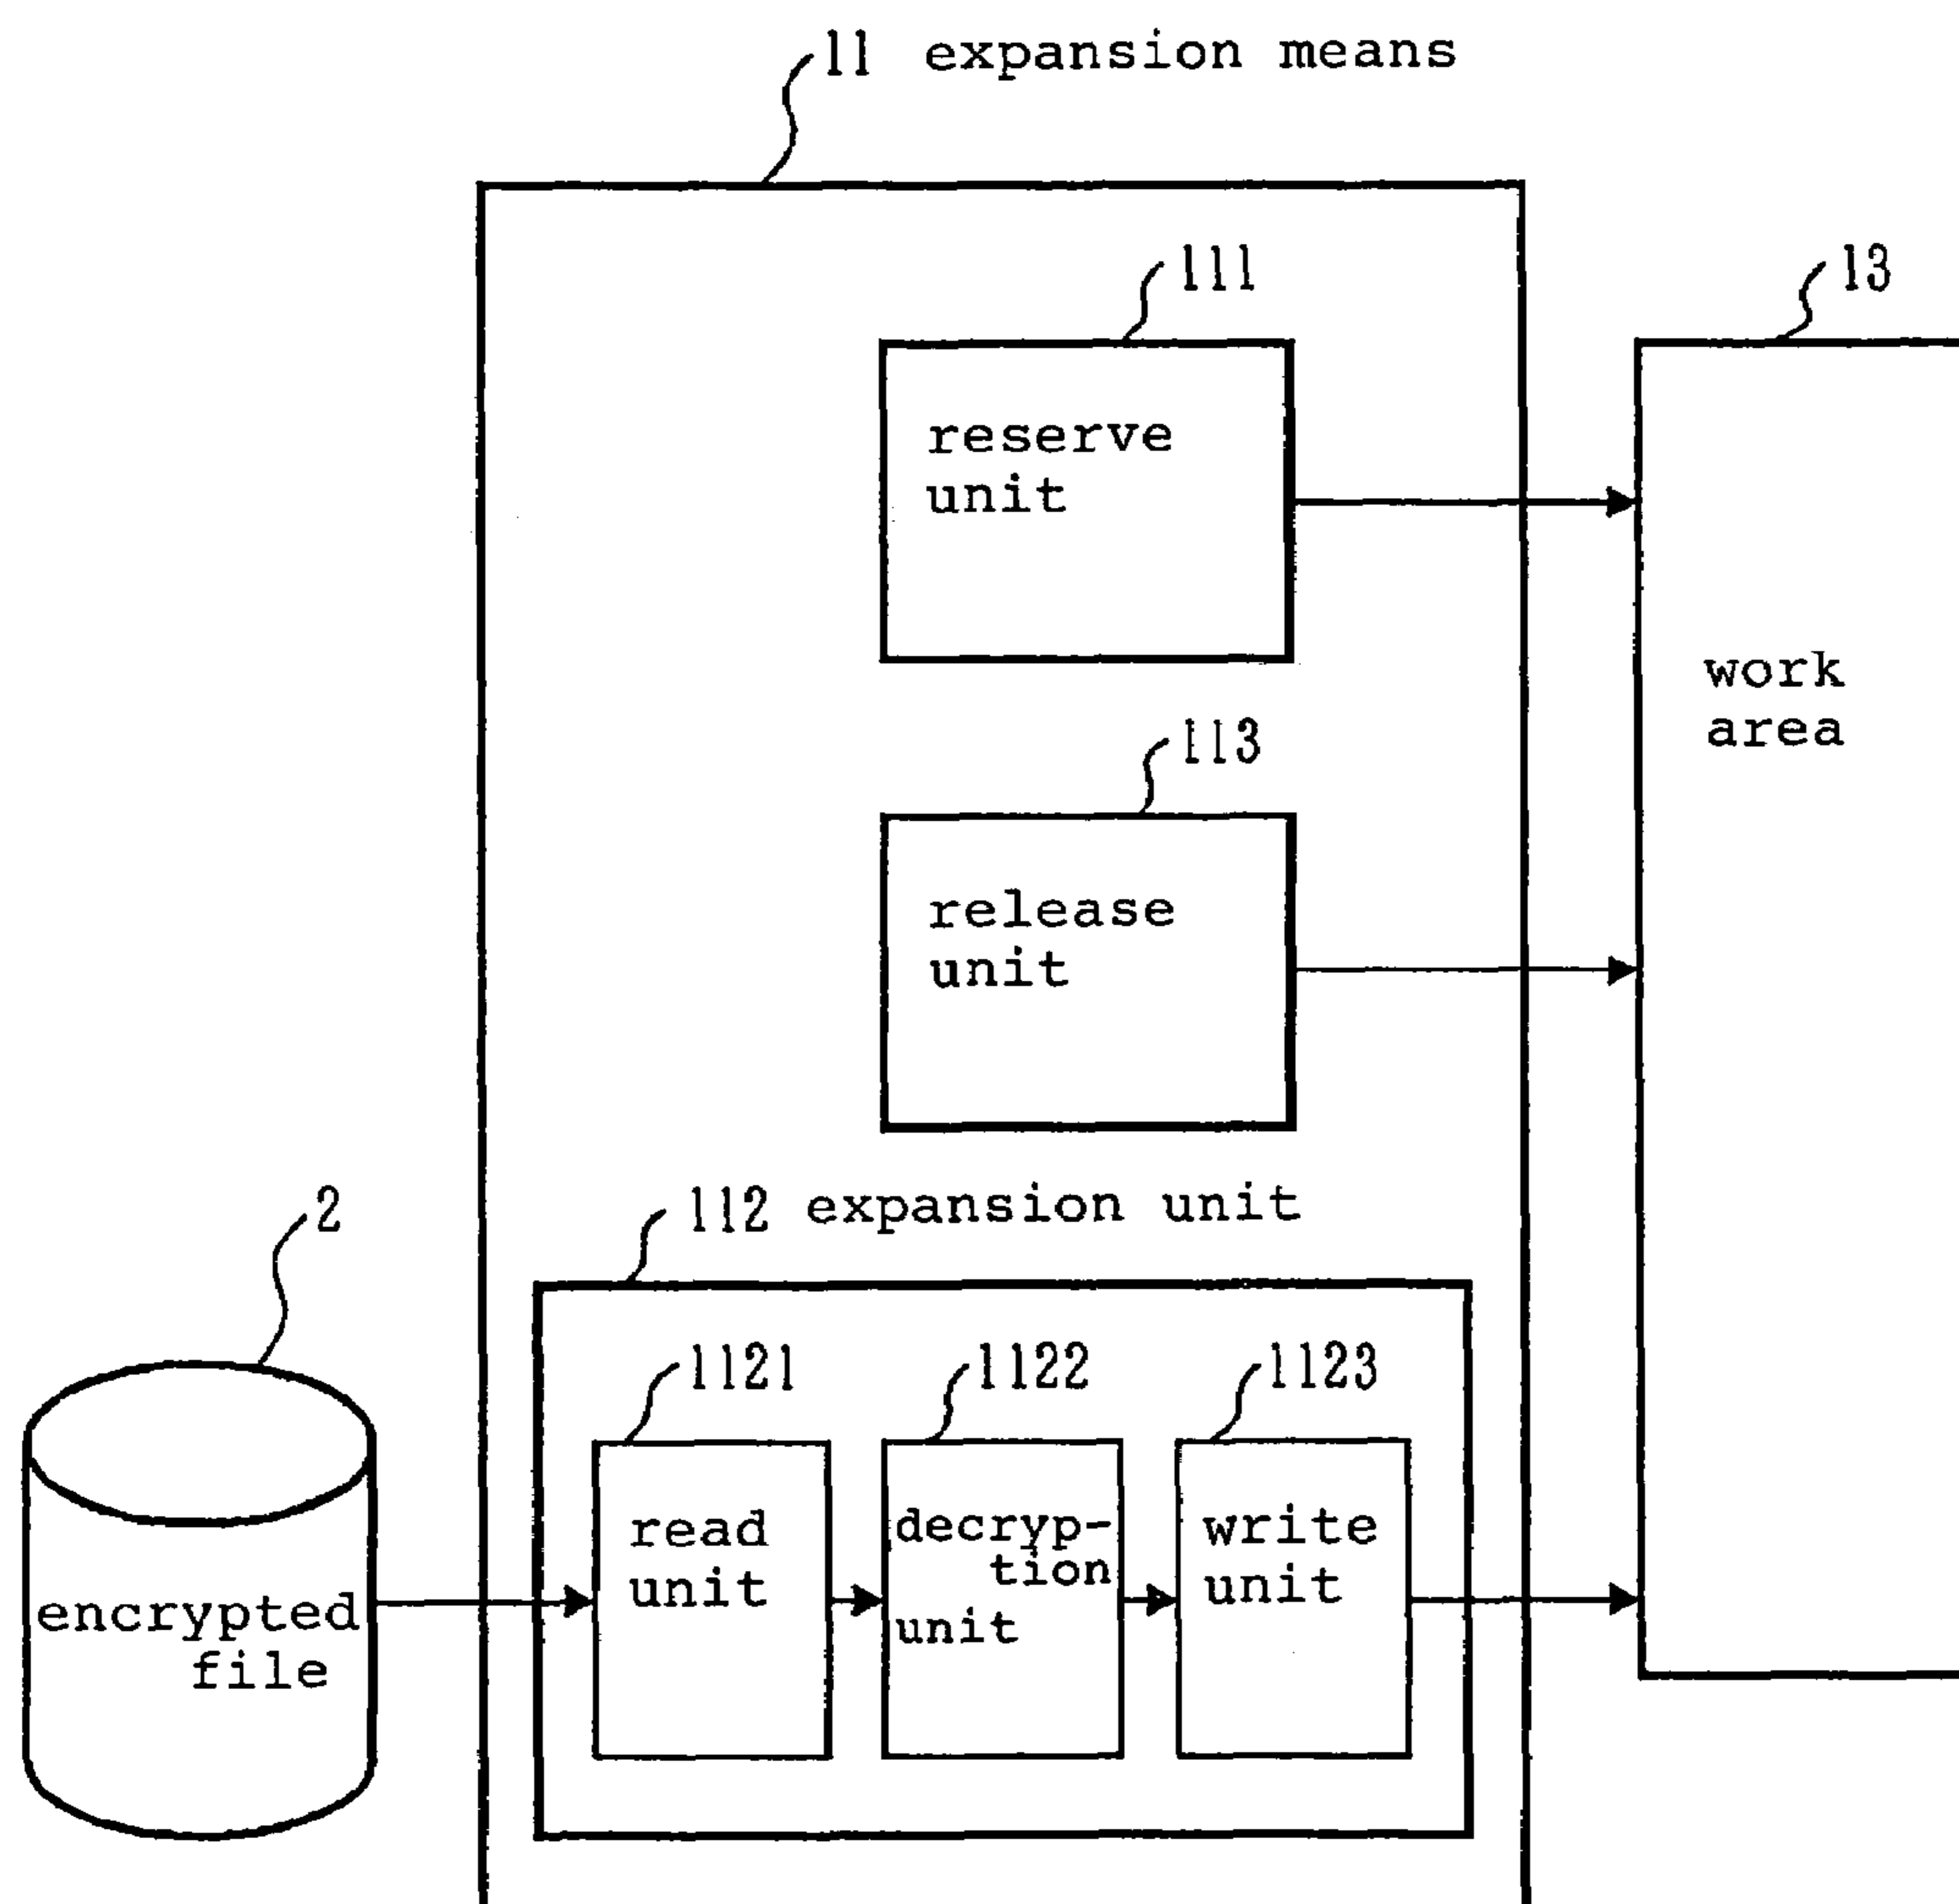 11 expansion means
111
13
reserve
unit
work
area
113
release
unit
112 expansion unit
2
1121
1122
1123
read
unit
decryp-
tion
unit
write
unit
encrypted
file